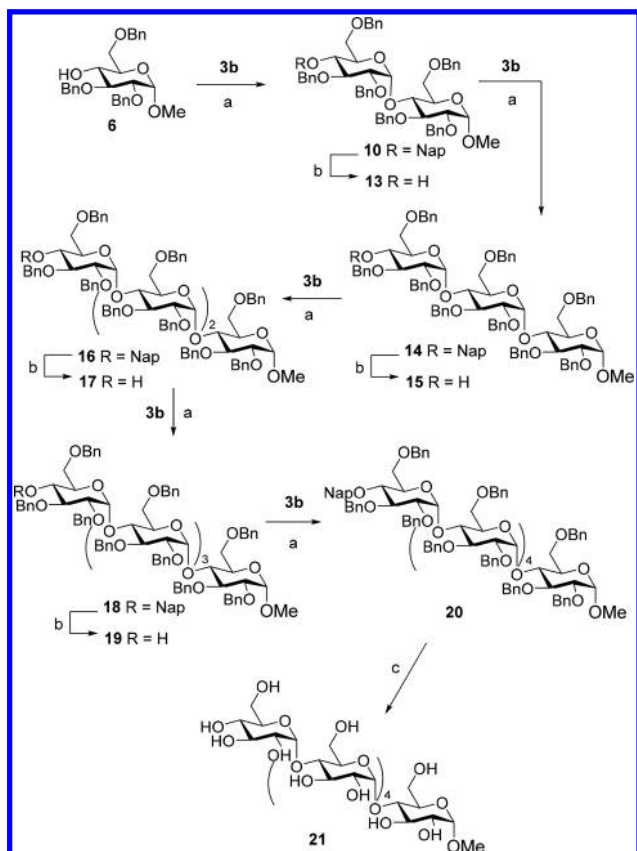 OBn
HO
O
BnO
BnO
OMe
6
3b
a
OBn
RO
O
BnO
BnO
O
OBn
O
BnO
BnO
OMe
10 R = Nap
b
13 R = H
3b
a
OBn
RO
O
BnO
BnO
O
OBn
O
BnO
BnO
O
OBn
O
BnO
BnO
OMe
14 R = Nap
b
15 R = H
3b
a
OBn
RO
O
BnO
BnO
O
OBn
O
BnO
BnO
2
O
OBn
O
BnO
BnO
OMe
16 R = Nap
b
17 R = H
3b
a
OBn
RO
O
BnO
BnO
O
OBn
O
BnO
BnO
3
O
OBn
O
BnO
BnO
OMe
18 R = Nap
b
19 R = H
3b
a
OBn
NapO
O
BnO
BnO
O
OBn
O
BnO
BnO
4
O
OBn
O
BnO
BnO
OMe
20
c
OH
HO
O
HO
OH
O
OH
O
HO
OH
4
O
OH
O
HO
OH
OMe
21